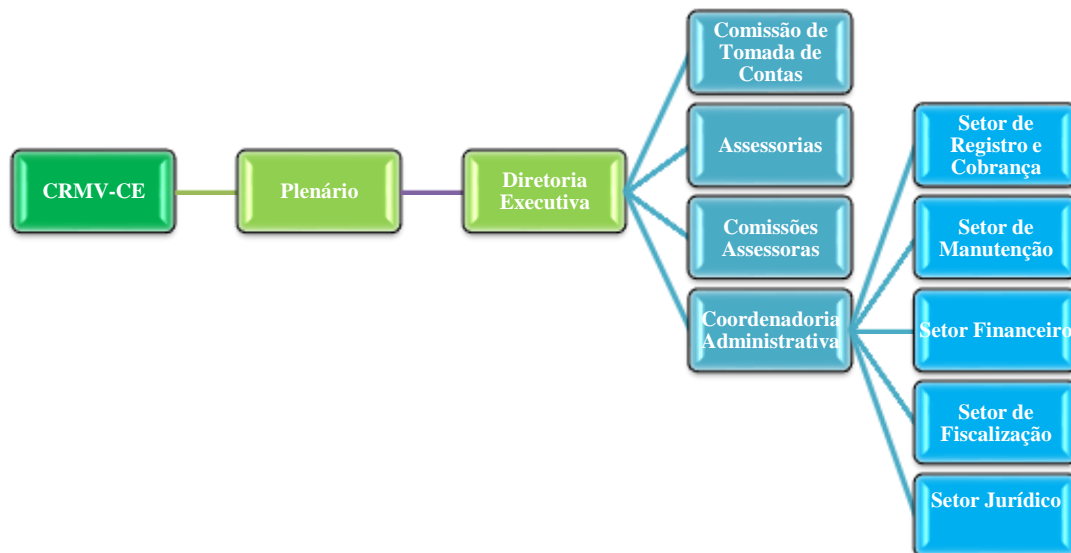 CRMV-CE
Plenário
Diretoria
Executiva
Comissão de
Tomada de
Contas
Assessorias
Comissões
Assessoras
Coordenadoria
Administrativa
Setor de
Registro e
Cobrança
Setor de
Manutenção
Setor Financeiro
Setor de
Fiscalização
Setor Jurídico